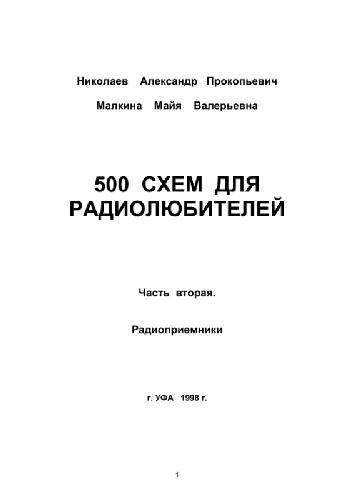 Николаев Александр Прокопьевич
Малкина Майя Валерьевна
500 СХЕМ ДЛЯ
РАДИОЛЮБИТЕЛЕЙ
Часть вторая.
Радиоприемники
г. УФА 1998 г.
1